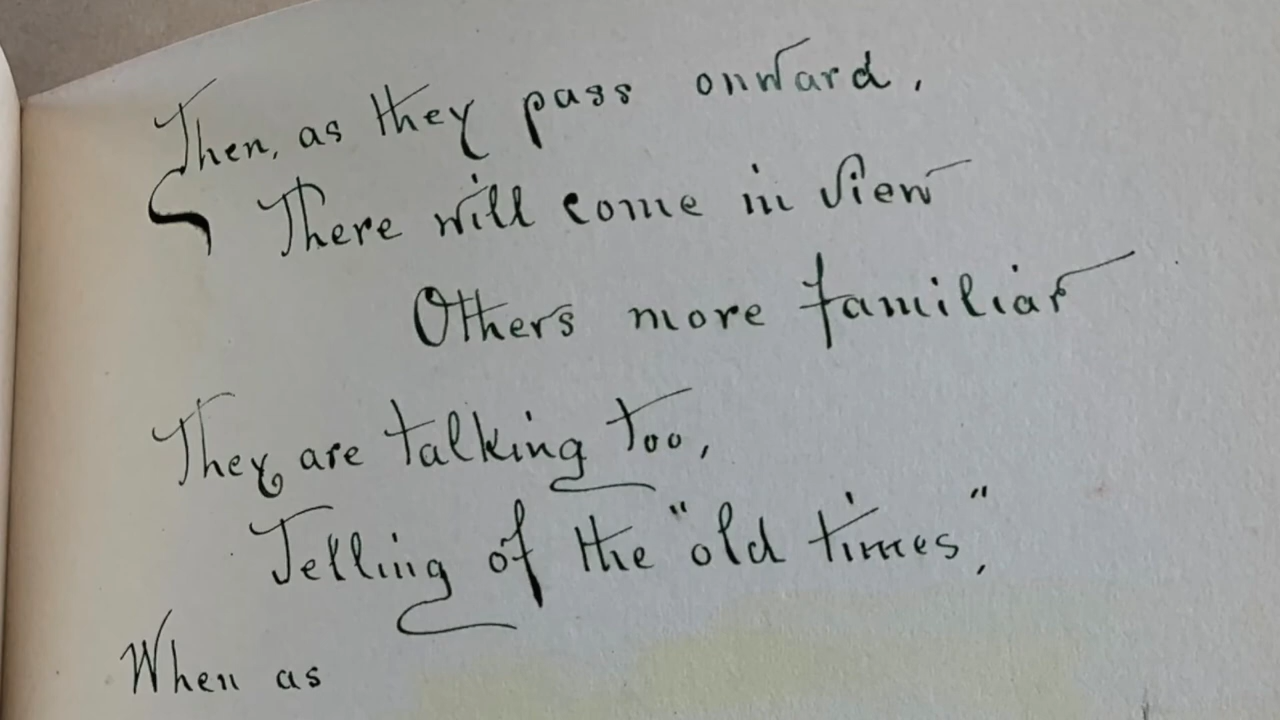 Then, as they pass onward,
There will come in view
Others more familiar
They are talking too,
Telling of the "old times,"
When as